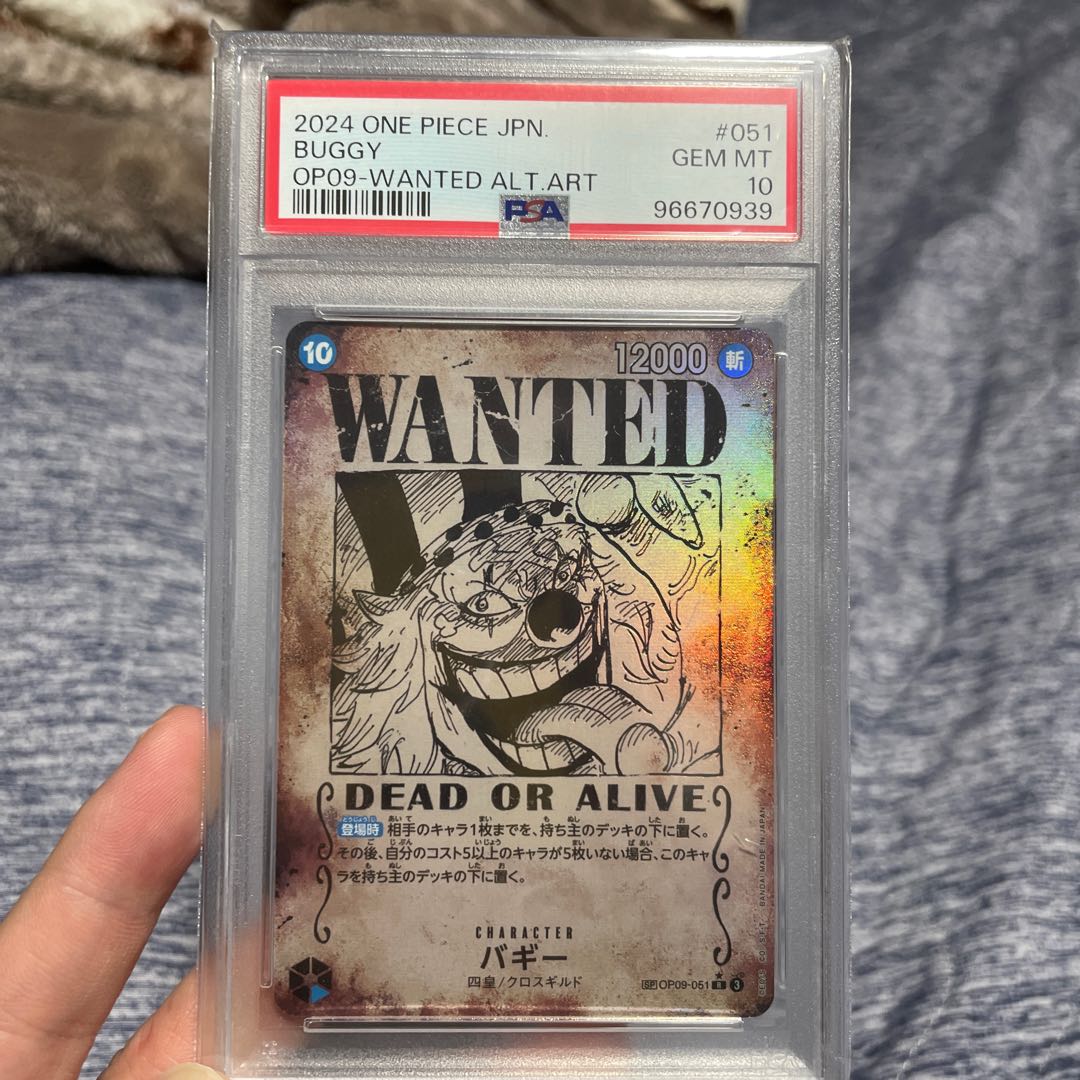 2024 ONE PIECE JPN.
#051
BUGGY
GEM MT
OP09-WANTED ALT.ART
10
PSA
96670939
10
12000
斬
WANTED
DEAD OR ALIVE
登場時 相手のキャラ1枚までを、持ち主のデッキの下に置く。
その後、自分のコスト5以上のキャラが5枚いない場合、このキャ
ラを持ち主のデッキの下に置く。
CHARACTER
バギー
四皇/クロスギルド
SP OP09-051 R 3
BANDAI MADE IN JAPAN